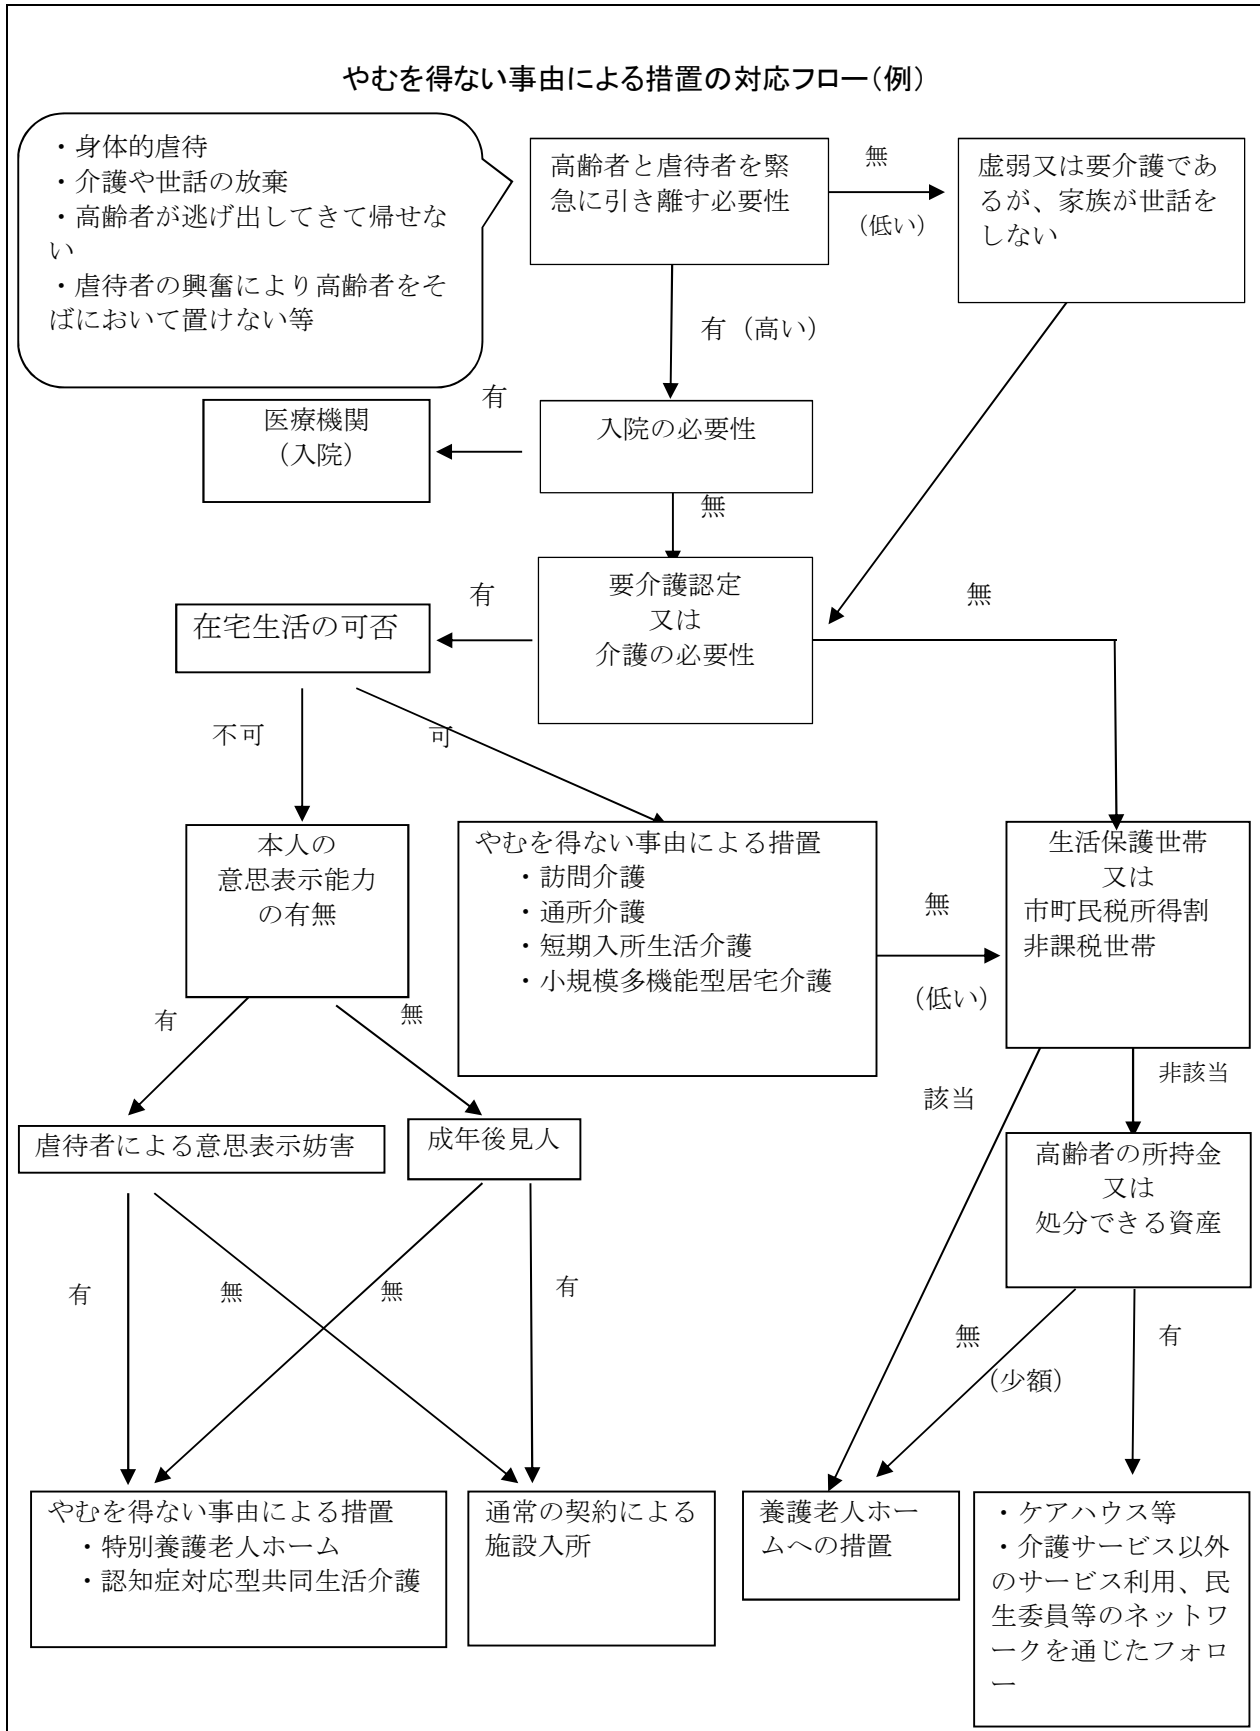 やむを得ない事由による措置の対応フロー(例)
・身体的虐待
・介護や世話の放棄
・高齢者が逃げ出してきて帰せな
い
・虐待者の興奮により高齢者をそ
ばにおいて置けない等
高齢者と虐待者を緊
急に引き離す必要性
無
(低い)
虚弱又は要介護であ
るが、家族が世話を
しない
有(高い)
医療機関
(入院)
有
入院の必要性
無
在宅生活の可否
有
要介護認定
又は
介護の必要性
無
不可
可
本人の
意思表示能力
の有無
やむを得ない事由による措置
・訪問介護
・通所介護
・短期入所生活介護
・小規模多機能型居宅介護
無
(低い)
生活保護世帯
又は
市町民税所得割
非課税世帯
有
無
該当
非該当
虐待者による意思表示妨害
成年後見人
高齢者の所持金
又は
処分できる資産
有
無
無
有
無
(少額)
有
やむを得ない事由による措置
・特別養護老人ホーム
・認知症対応型共同生活介護
通常の契約による
施設入所
養護老人ホー
ムへの措置
・ケアハウス等
・介護サービス以外
のサービス利用、民
生委員等のネットワ
ークを通じたフォロ
ー